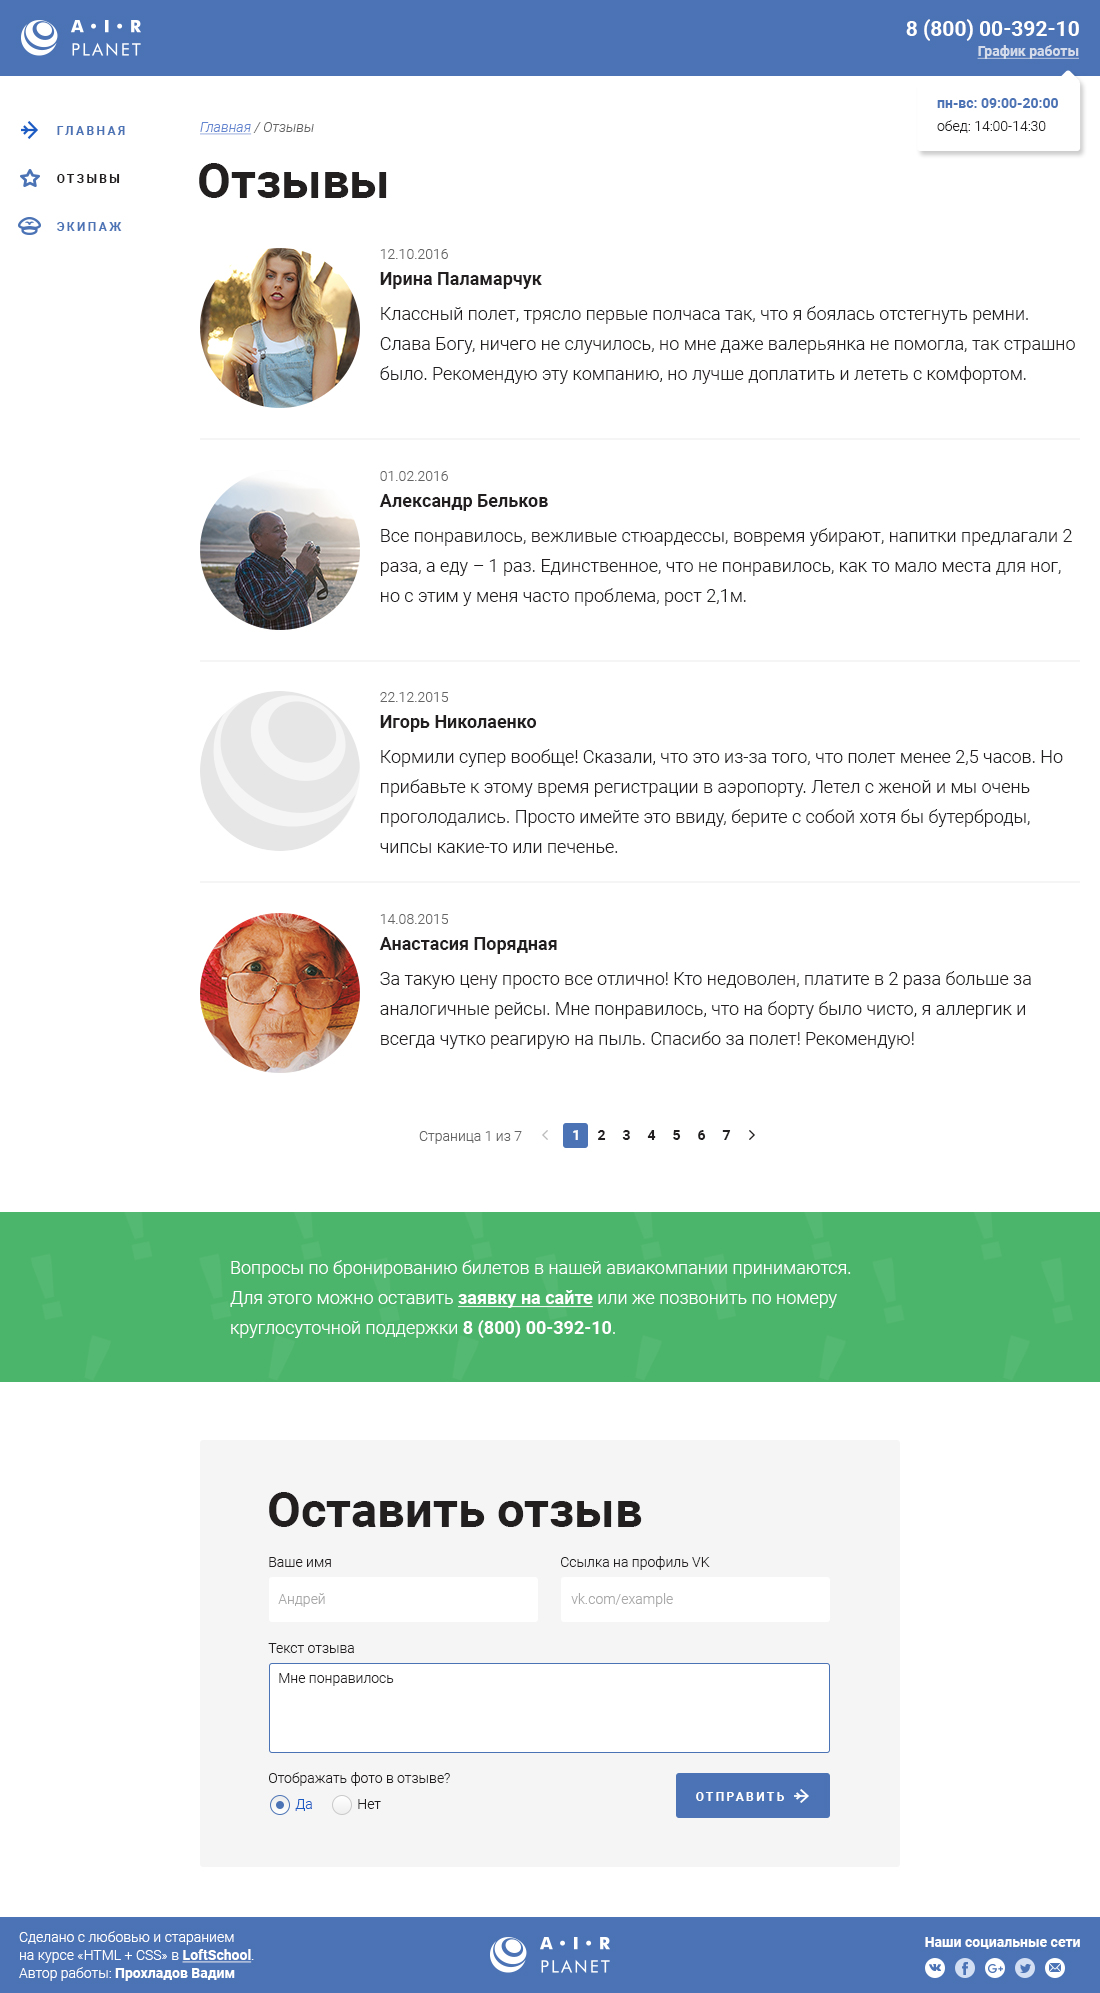 A • I • R
PLANET
8 (800) 00-392-10
График работы
пн-вс: 09:00-20:00
обед: 14:00-14:30
ГЛАВНАЯ
ОТЗЫВЫ
ЭКИПАЖ
Главная / Отзывы
Отзывы
12.10.2016
Ирина Паламарчук
Классный полет, трясло первые полчаса так, что я боялась отстегнуть ремни.
Слава Богу, ничего не случилось, но мне даже валерьянка не помогла, так страшно
было. Рекомендую эту компанию, но лучше доплатить и лететь с комфортом.
01.02.2016
Александр Бельков
Все понравилось, вежливые стюардессы, вовремя убирают, напитки предлагали 2
раза, а еду – 1 раз. Единственное, что не понравилось, как то мало места для ног,
но с этим у меня часто проблема, рост 2,1м.
22.12.2015
Игорь Николаенко
Кормили супер вообще! Сказали, что это из-за того, что полет менее 2,5 часов. Но
прибавьте к этому время регистрации в аэропорту. Летел с женой и мы очень
проголодались. Просто имейте это ввиду, берите с собой хотя бы бутерброды,
чипсы какие-то или печенье.
14.08.2015
Анастасия Порядная
За такую цену просто все отлично! Кто недоволен, платите в 2 раза больше за
аналогичные рейсы. Мне понравилось, что на борту было чисто, я аллергик и
всегда чутко реагирую на пыль. Спасибо за полет! Рекомендую!
Страница 1 из 7 < 1 2 3 4 5 6 7 >
Вопросы по бронированию билетов в нашей авиакомпании принимаются.
Для этого можно оставить заявку на сайте или же позвонить по номеру
круглосуточной поддержки 8 (800) 00-392-10.
Оставить отзыв
Ваше имя
Ссылка на профиль VK
Андрей
vk.com/example
Текст отзыва
Мне понравилось
Отображать фото в отзыве?
Да Нет
ОТПРАВИТЬ
Сделано с любовью и старанием
на курсе «HTML + CSS» в LoftSchool.
Автор работы: Прохладов Вадим
A • I • R
PLANET
Наши социальные сети